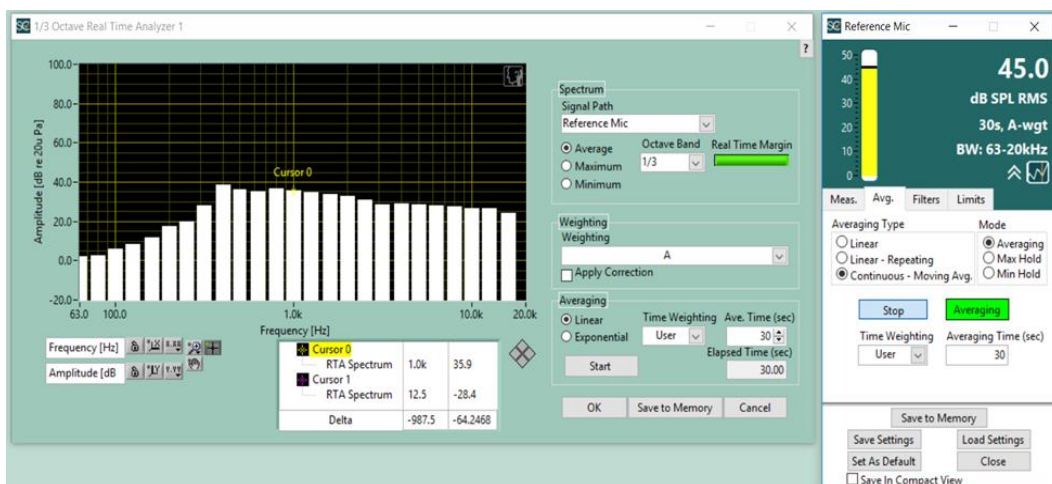 SC 1/3 Octave Real Time Analyzer 1
?
100.0
80.0
60.0
40.0
20.0
0.0
-20.0
Amplitude [dB re 20u Pa]
Cursor 0
63.0 100.0 1.0k 10.0k 20.0k
Frequency [Hz]
Frequency [Hz]
Amplitude [dB
Cursor 0
RTA Spectrum 1.0k 35.9
Cursor 1
RTA Spectrum 12.5 -28.4
Delta -987.5 -64.2468
Spectrum
Signal Path
Reference Mic
Average
Maximum
Minimum
Octave Band
1/3
Real Time Margin
Weighting
Weighting
A
Apply Correction
Averaging
Linear
Exponential
Time Weighting
User
Ave. Time (sec)
30
Elapsed Time (sec)
30.00
Start
OK Save to Memory Cancel
SC Reference Mic
50
40
30
20
10
0
45.0
dB SPL RMS
30s, A-wgt
BW: 63-20kHz
Meas. Avg. Filters Limits
Averaging Type
Linear
Linear - Repeating
Continuous - Moving Avg.
Mode
Averaging
Max Hold
Min Hold
Stop Averaging
Time Weighting Averaging Time (sec)
User 30
Save to Memory
Save Settings Load Settings
Set As Default Close
Save In Compact View